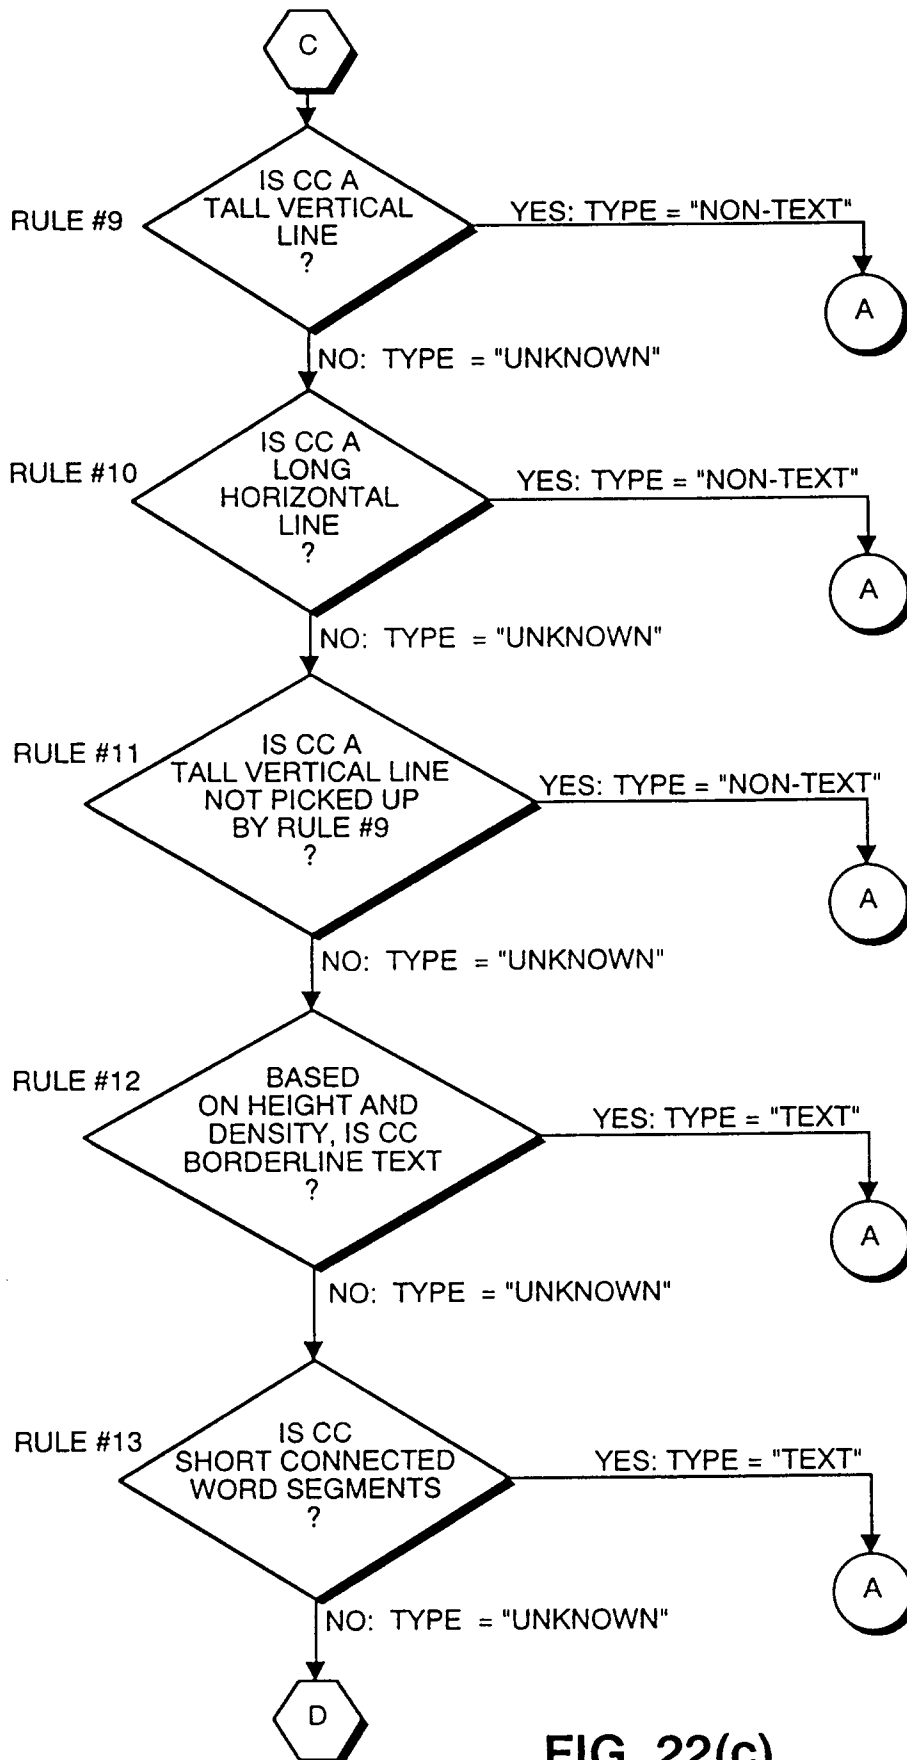 C
IS CC A
TALL VERTICAL
LINE
?
RULE #9
YES: TYPE = "NON-TEXT"
A
NO: TYPE = "UNKNOWN"
IS CC A
LONG
HORIZONTAL
LINE
?
RULE #10
YES: TYPE = "NON-TEXT"
A
NO: TYPE = "UNKNOWN"
IS CC A
TALL VERTICAL LINE
NOT PICKED UP
BY RULE #9
?
RULE #11
YES: TYPE = "NON-TEXT"
A
NO: TYPE = "UNKNOWN"
BASED
ON HEIGHT AND
DENSITY, IS CC
BORDERLINE TEXT
?
RULE #12
YES: TYPE = "TEXT"
A
NO: TYPE = "UNKNOWN"
IS CC
SHORT CONNECTED
WORD SEGMENTS
?
RULE #13
YES: TYPE = "TEXT"
A
NO: TYPE = "UNKNOWN"
D
FIG. 22(c)